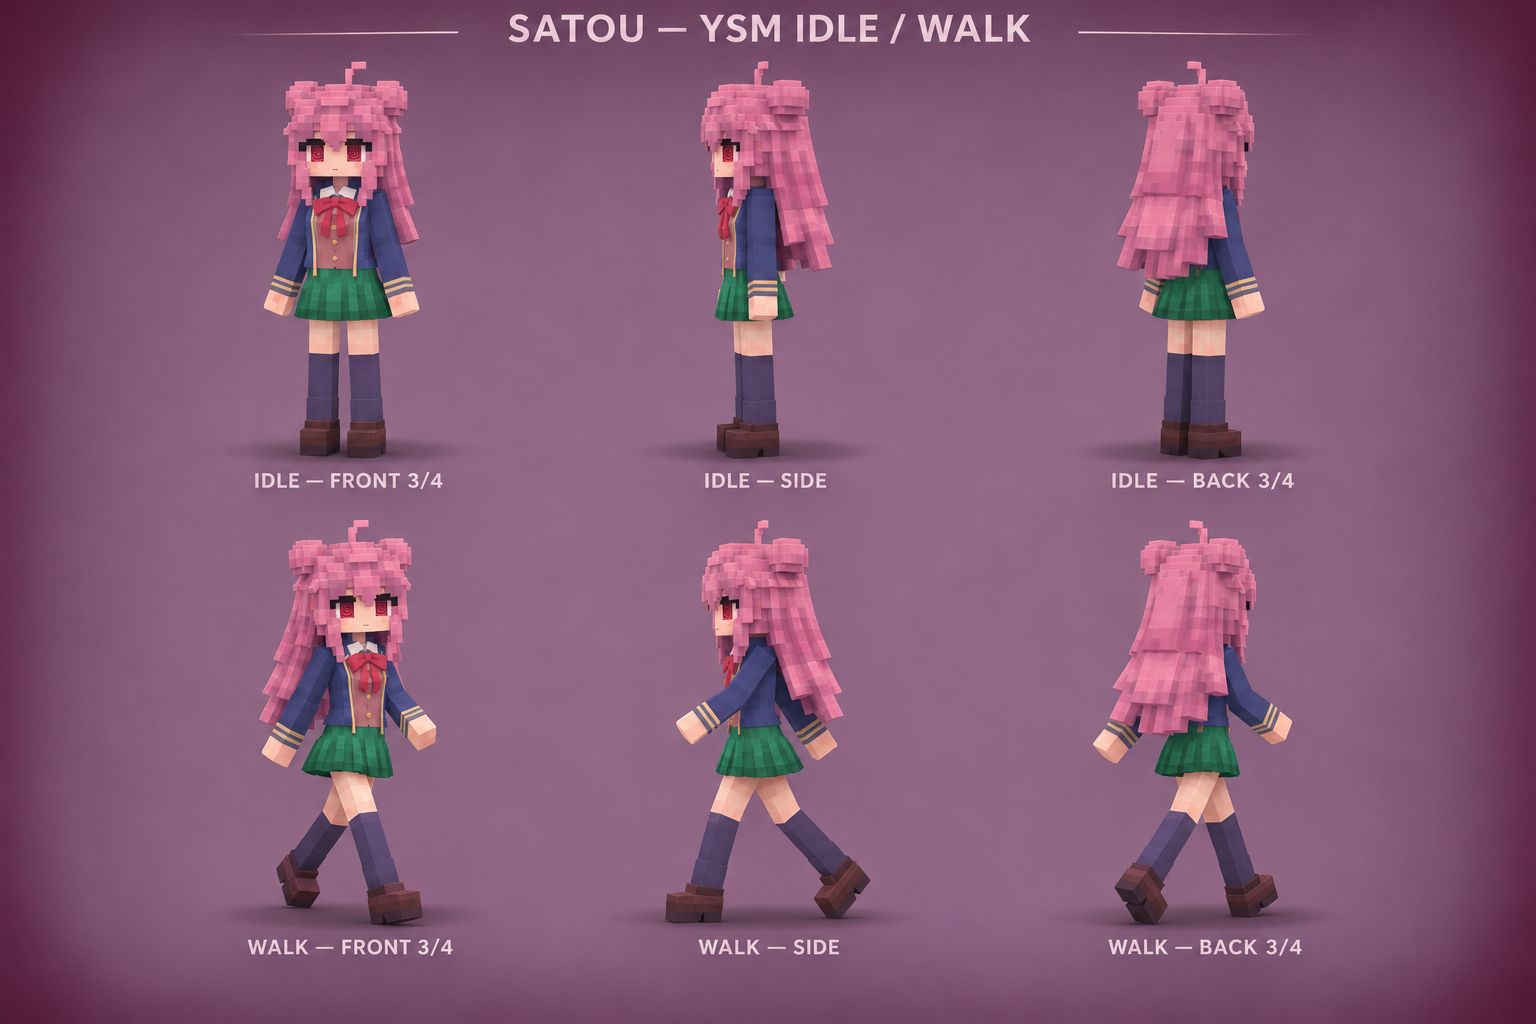 SATOU — YSM IDLE / WALK
IDLE — FRONT 3/4
IDLE — SIDE
IDLE — BACK 3/4
WALK — FRONT 3/4
WALK — SIDE
WALK — BACK 3/4